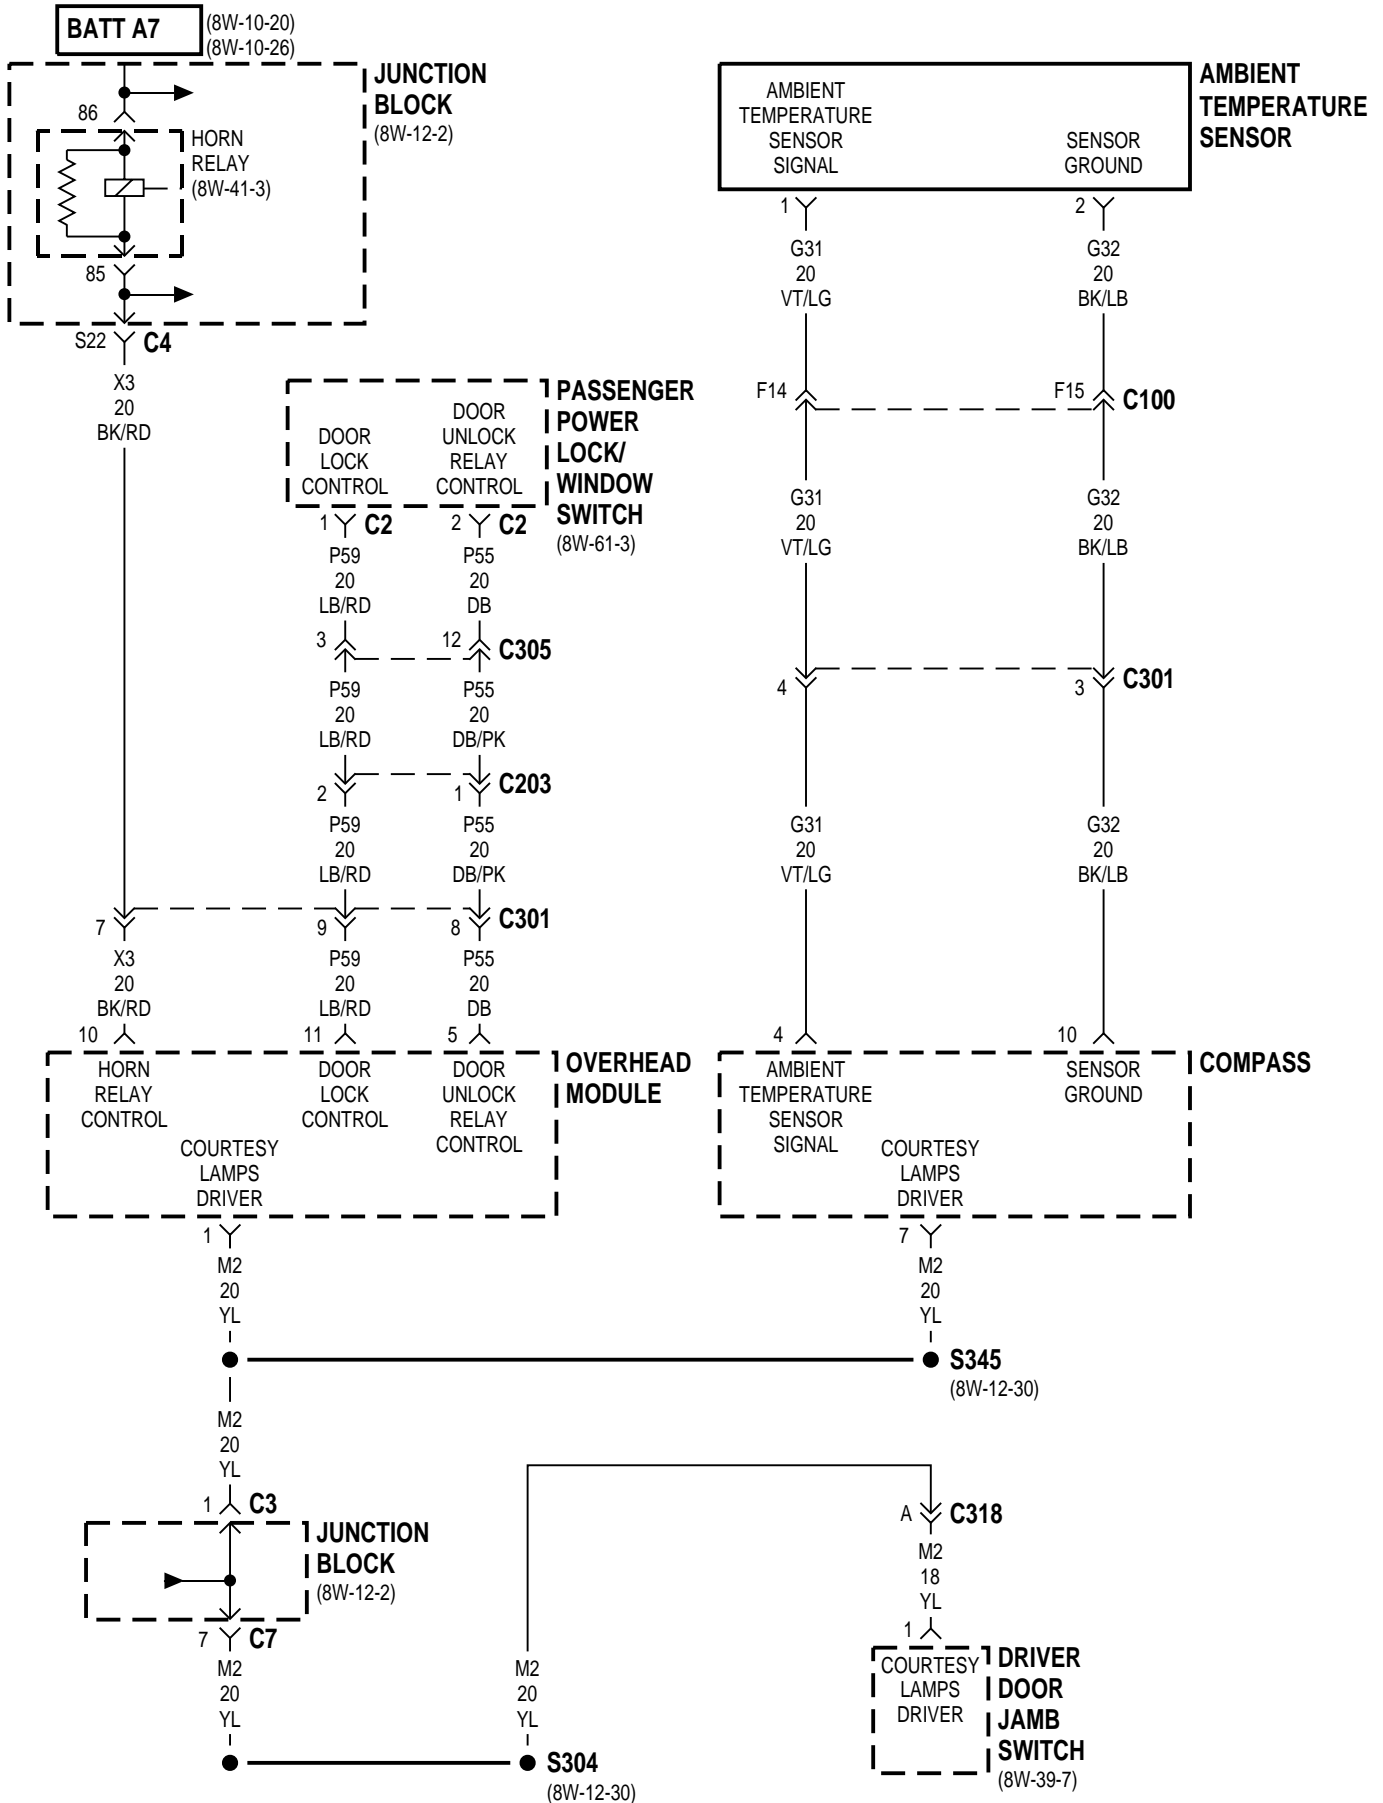 BATT A7
(8W-10-20)
(8W-10-26)
JUNCTION
BLOCK
(8W-12-2)
86
HORN
RELAY
(8W-41-3)
85
S22
C4
X3
20
BK/RD
AMBIENT
TEMPERATURE
SENSOR
SIGNAL
SENSOR
GROUND
AMBIENT
TEMPERATURE
SENSOR
1
2
G31
20
VT/LG
G32
20
BK/LB
F14
F15
C100
G31
20
VT/LG
G32
20
BK/LB
4
3
C301
G31
20
VT/LG
G32
20
BK/LB
DOOR
LOCK
CONTROL
DOOR
UNLOCK
RELAY
CONTROL
PASSENGER
POWER
LOCK/
WINDOW
SWITCH
(8W-61-3)
1
C2
2
C2
P59
20
LB/RD
P55
20
DB
3
12
C305
P59
20
LB/RD
P55
20
DB/PK
2
1
C203
P59
20
LB/RD
P55
20
DB/PK
7
9
8
C301
X3
20
BK/RD
P59
20
LB/RD
P55
20
DB
10
11
5
HORN
RELAY
CONTROL
DOOR
LOCK
CONTROL
DOOR
UNLOCK
RELAY
CONTROL
COURTESY
LAMPS
DRIVER
OVERHEAD
MODULE
4
10
AMBIENT
TEMPERATURE
SENSOR
SIGNAL
SENSOR
GROUND
COURTESY
LAMPS
DRIVER
COMPASS
1
M2
20
YL
7
M2
20
YL
S345
(8W-12-30)
M2
20
YL
1
C3
JUNCTION
BLOCK
(8W-12-2)
7
C7
M2
20
YL
M2
20
YL
S304
(8W-12-30)
A
C318
M2
18
YL
1
COURTESY
LAMPS
DRIVER
DRIVER
DOOR
JAMB
SWITCH
(8W-39-7)